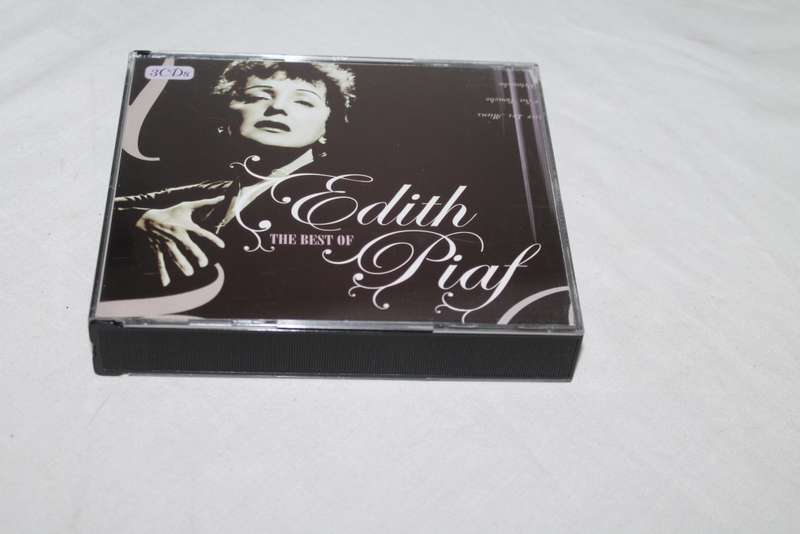 3CDs
Edith
THE BEST OF
Piaf